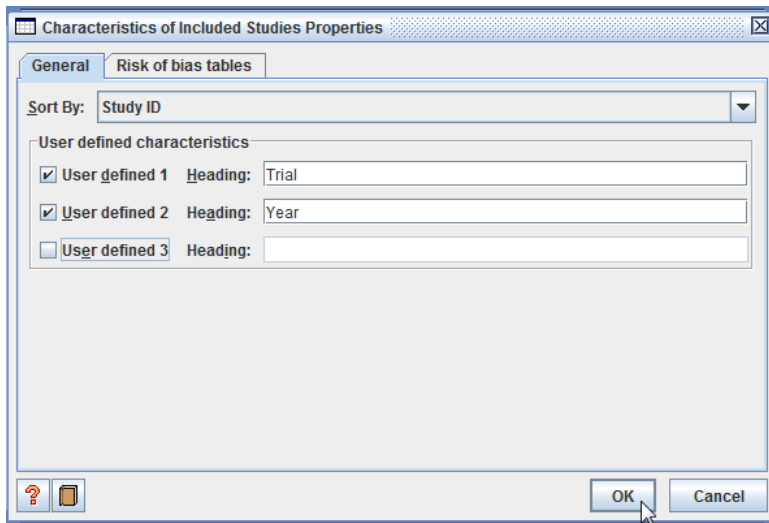 Characteristics of Included Studies Properties
General Risk of bias tables
Sort By: Study ID
User defined characteristics
User defined 1 Heading: Trial
User defined 2 Heading: Year
User defined 3 Heading:
? OK Cancel